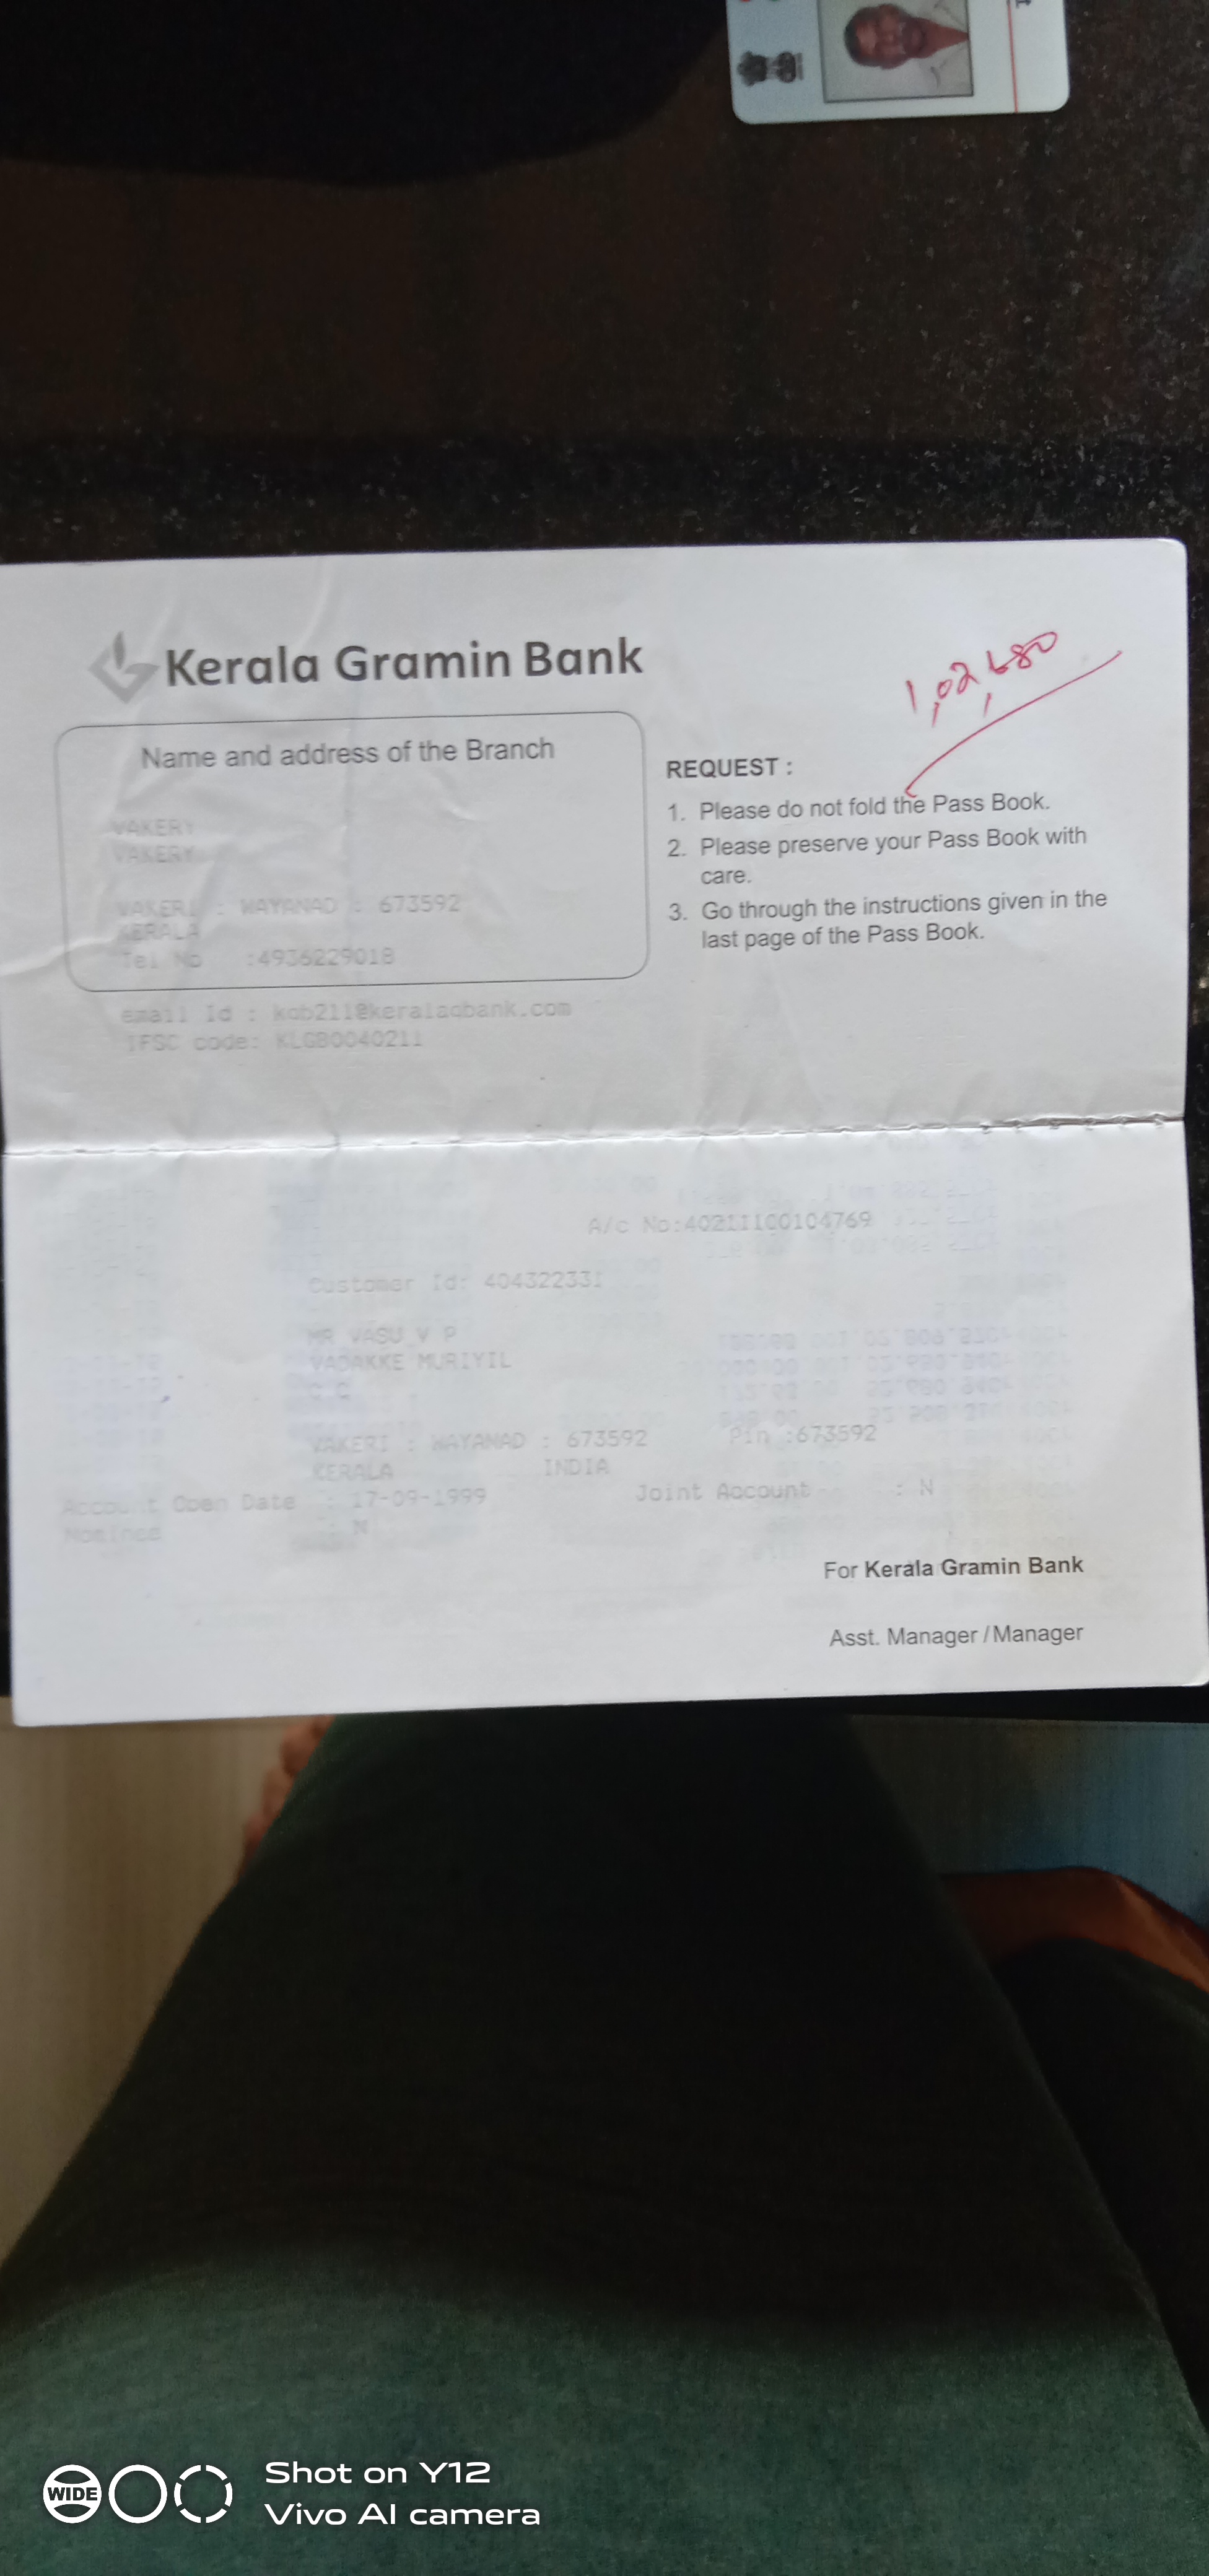 Kerala Gramin Bank
1,02,680
Name and address of the Branch
VAKERY
VAKERY
VAKERI : WAYANAD : 673592
KERALA
Tel No :4936229018
email Id : kgb211@keralagbank.com
IFSC code: KLGB0040211
REQUEST :
1. Please do not fold the Pass Book.
2. Please preserve your Pass Book with
care.
3. Go through the instructions given in the
last page of the Pass Book.
A/c No:40211100104769
Customer Id: 404322331
MR VASU V P
VADAKKE MURIYIL
VAKERI : WAYANAD : 673592 Pin :673592
KERALA INDIA
Account Open Date : 17-09-1999 Joint Account : N
Nominee : N
For Kerala Gramin Bank
Asst. Manager / Manager
WIDE
Shot on Y12
Vivo AI camera